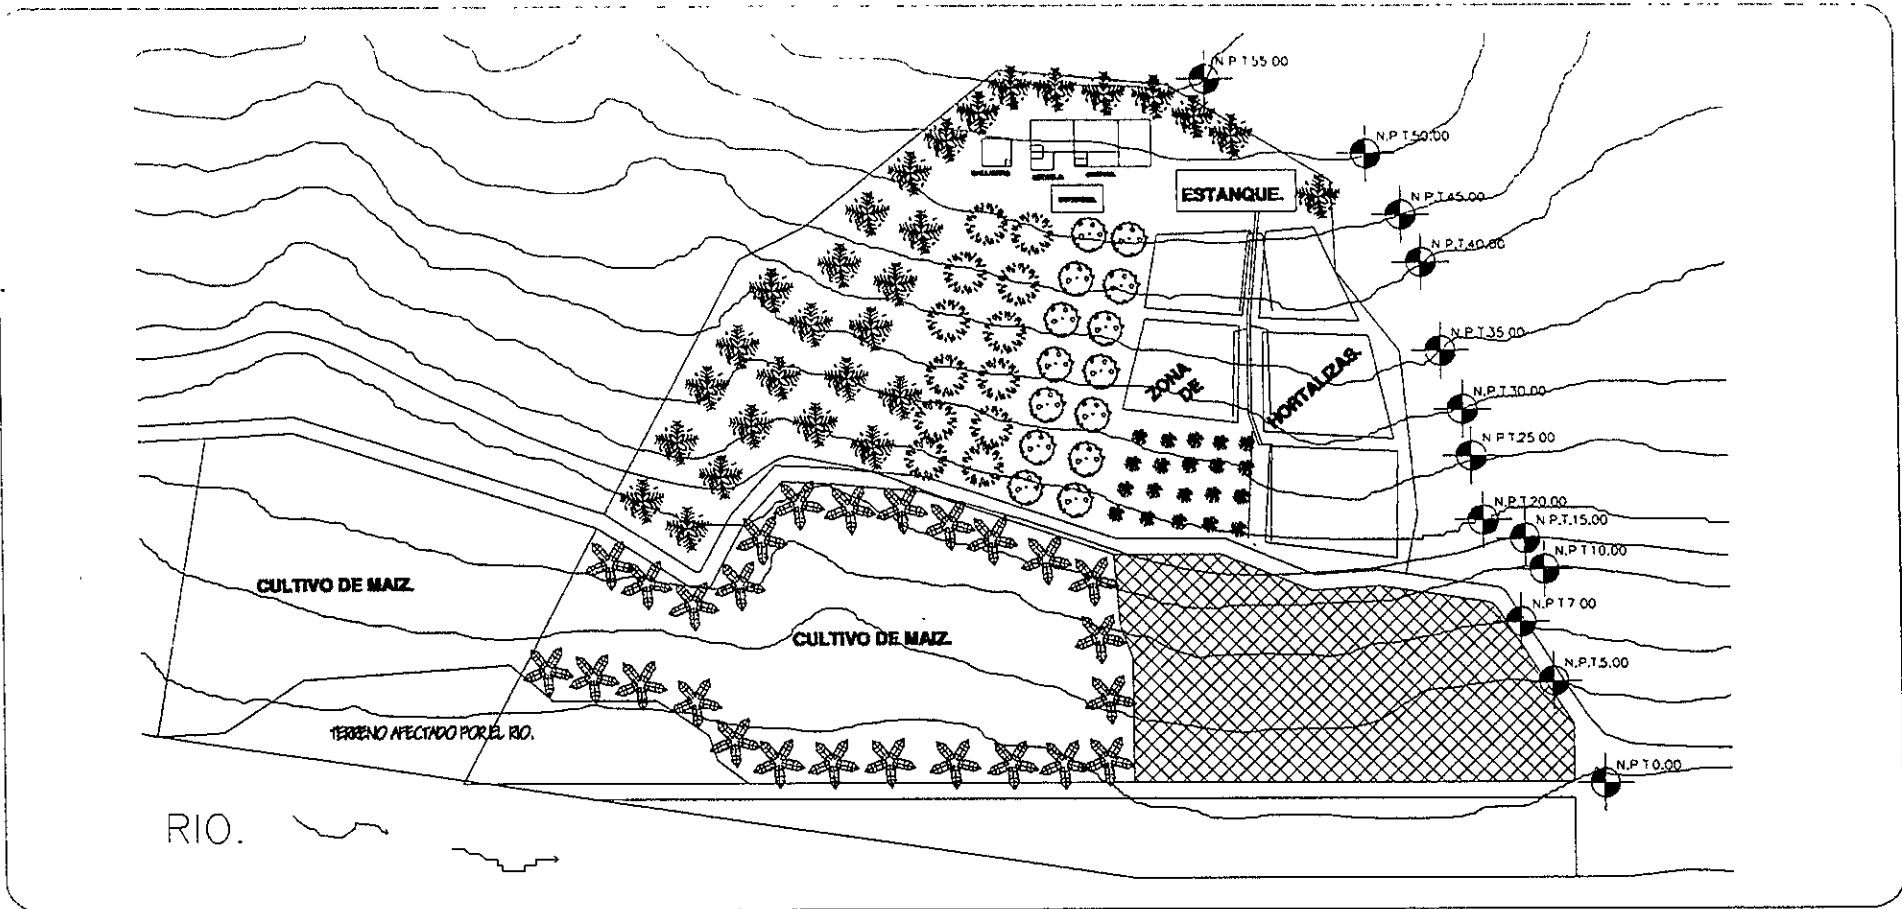 N.P.T.55.00
N.P.T.50.00
ESTANQUE.
N.P.T.45.00
N.P.T.40.00
N.P.T.35.00
ZONA
DE
HORTALIZAS.
N.P.T.30.00
N.P.T.25.00
N.P.T.20.00
N.P.T.15.00
N.P.T.10.00
CULTIVO DE MAIZ.
N.P.T.7.00
CULTIVO DE MAIZ.
N.P.T.5.00
TERRENO AFECTADO POR EL RIO.
N.P.T.0.00
RIO.